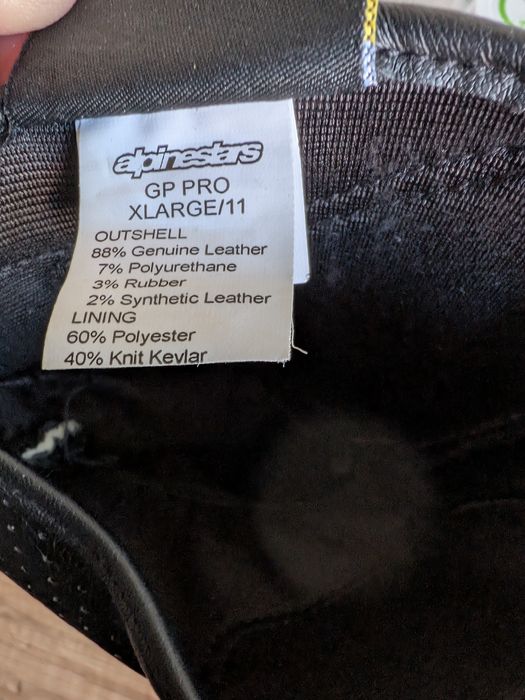 alpinestars
GP PRO
XLARGE/11
OUTSHELL
88% Genuine Leather
7% Polyurethane
3% Rubber
2% Synthetic Leather
LINING
60% Polyester
40% Knit Kevlar